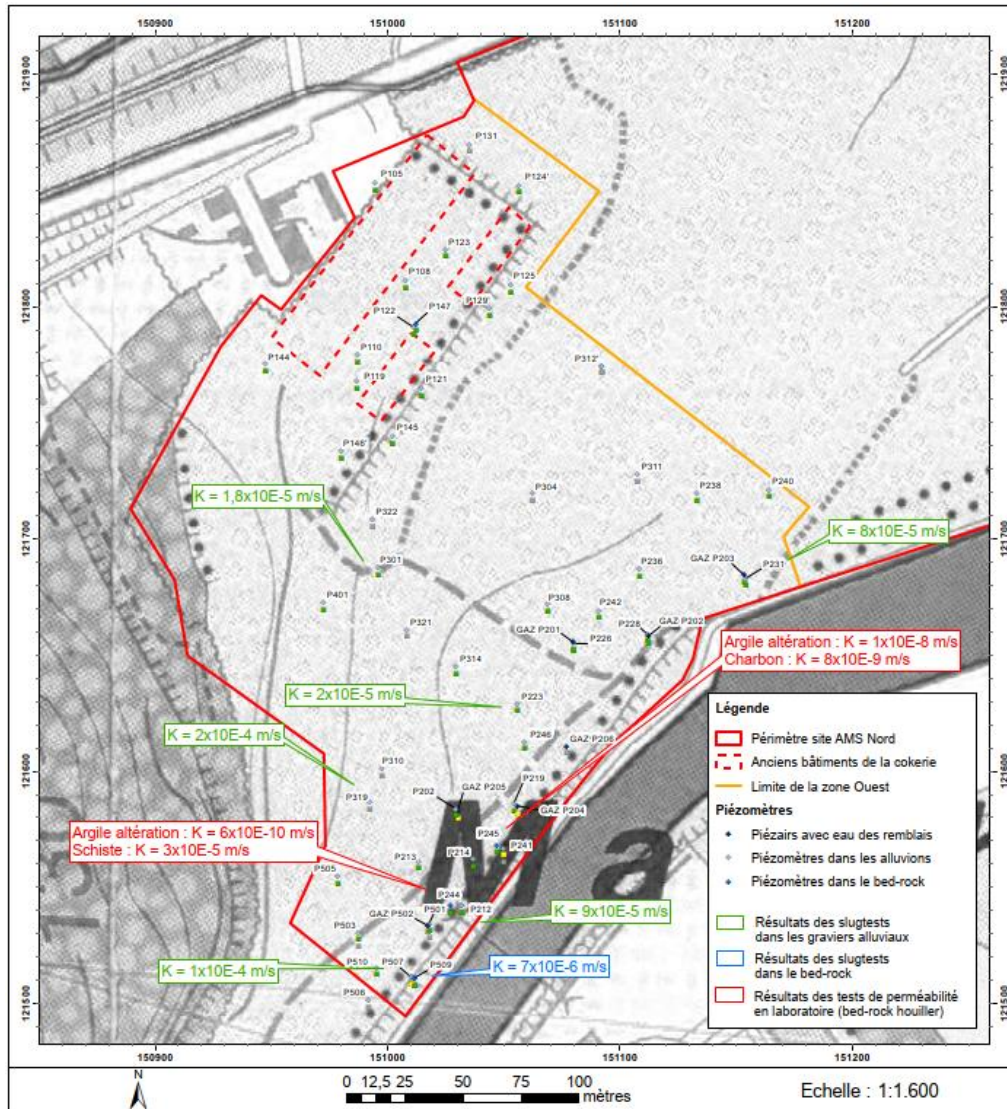 150900 151000 151100 151200
121900 121900
P131
P105
P124'
P123
P108
P125
P122
P147
P129'
121800 121800
P110
P144
P312'
P119
P121
P145
P148'
P311
P304
P238
P240
K = 1,8x10E-5 m/s
P322
K = 8x10E-5 m/s
121700 121700
P301
GAZ P203
P231
P236
P401
P308
P242
P321
GAZ P201
P226
P228
GAZ P202
Argile altération : K = 1x10E-8 m/s
Charbon : K = 8x10E-9 m/s
P314
K = 2x10E-5 m/s
P223
K = 2x10E-4 m/s
P246
GAZ P206
P310
121600 121600
P319
P202
GAZ P205
P219
GAZ P204
Argile altération : K = 6x10E-10 m/s
Schiste : K = 3x10E-5 m/s
P245
P241
P213
P214
P505
P244
P501
P212
GAZ P502
K = 9x10E-5 m/s
P503
P510
P507
P509
K = 1x10E-4 m/s
K = 7x10E-6 m/s
P506
121500 121500
M a
Légende
Périmètre site AMS Nord
Anciens bâtiments de la cokerie
Limite de la zone Ouest
Piézomètres
Piézairs avec eau des remblais
Piézomètres dans les alluvions
Piézomètres dans le bed-rock
Résultats des slugtests
dans les graviers alluviaux
Résultats des slugtests
dans le bed-rock
Résultats des tests de perméabilité
en laboratoire (bed-rock houiller)
150900 151000 151100 151200
N
0 12,5 25 50 75 100
mètres
Echelle : 1:1.600